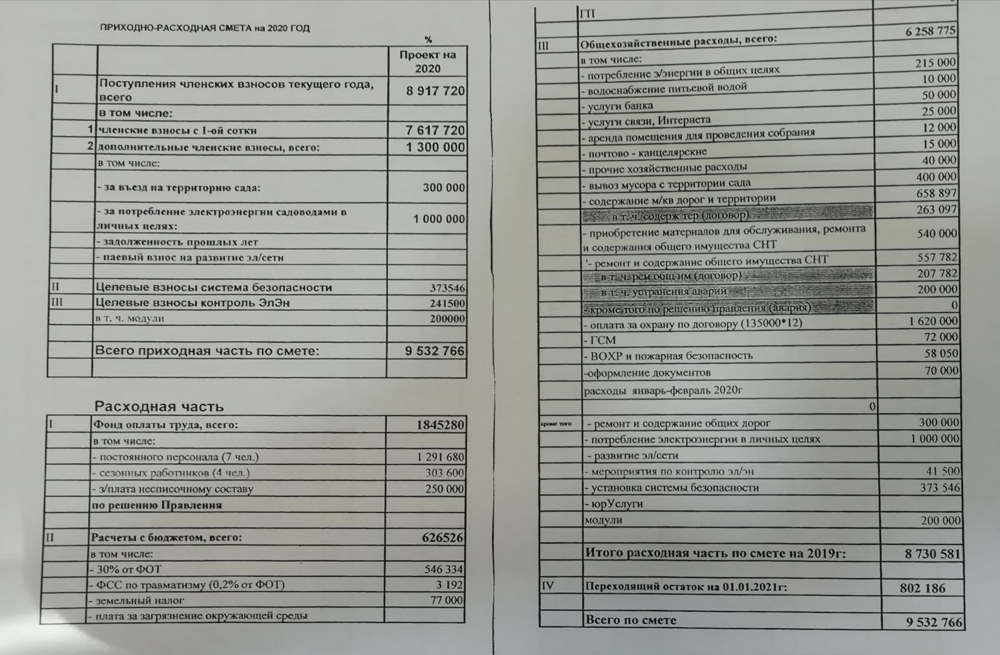 ПРИХОДНО-РАСХОДНАЯ СМЕТА на 2020 ГОД
%
Проект на
2020
I Поступления членских взносов текущего года,
всего 8 917 720
в том числе:
1 членские взносы с 1-ой сотки 7 617 720
2 дополнительные членские взносы, всего: 1 300 000
в том числе:
- за въезд на территорию сада: 300 000
- за потребление электроэнергии садоводами в
личных целях: 1 000 000
- задолженность прошлых лет
- паевый взнос на развитие эл/сети
II Целевые взносы система безопасности 373546
III Целевые взносы контроль ЭлЭн 241500
в т. ч. модули 200000
Всего приходная часть по смете: 9 532 766
Расходная часть
I Фонд оплаты труда, всего: 1845280
в том числе:
- постоянного персонала (7 чел.) 1 291 680
- сезонных работников (4 чел.) 303 600
- з/плата несписочному составу 250 000
по решению Правления
II Расчеты с бюджетом, всего: 626526
в том числе:
- 30% от ФОТ 546 334
- ФСС по травматизму (0,2% от ФОТ) 3 192
- земельный налог 77 000
- плата за загрязнение окружающей среды
ГП
III Общехозяйственные расходы, всего: 6 258 775
в том числе:
- потребление э/энергии в общих целях 215 000
- водоснабжение питьевой водой 10 000
- услуги банка 50 000
- услуги связи, Интернета 25 000
- аренда помещения для проведения собрания 12 000
- почтово - канцелярские 15 000
- прочие хозяйственные расходы 40 000
- вывоз мусора с территории сада 400 000
- содержание м/кв дорог и территории 658 897
в т. ч. содерж тер (договор) 263 097
- приобретение материалов для обслуживания, ремонта
и содержания общего имущества СНТ 540 000
'- ремонт и содержание общего имущества СНТ 557 782
в т. ч. рем общ им (договор) 207 782
в т. ч. устранения аварий 200 000
- кроме того по решению правления (авария) 0
- оплата за охрану по договору (135000*12) 1 620 000
- ГСМ 72 000
- ВОХР и пожарная безопасность 58 050
-оформление документов 70 000
расходы январь-февраль 2020г
0
кроме того - ремонт и содержание общих дорог 300 000
- потребление электроэнергии в личных целях 1 000 000
- развитие эл/сети
- мероприятия по контролю эл/эн 41 500
- установка системы безопасности 373 546
- юрУслуги
модули 200 000
Итого расходная часть по смете на 2019г: 8 730 581
IV Переходящий остаток на 01.01.2021г: 802 186
Всего по смете 9 532 766